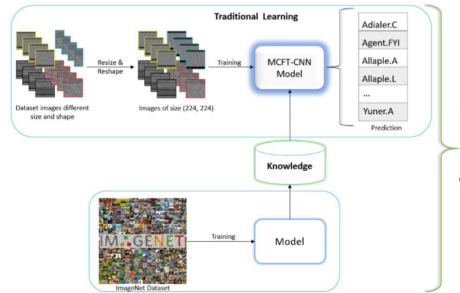 Traditional Learning
Resize &
Reshape
Training
MCFT-CNN
Model
Adialer.C
Agent.FYI
Allaple.A
Allaple.L
...
Yuner.A
Dataset images different
size and shape
Images of size (224, 224)
Prediction
Knowledge
IMAGENET
Training
Model
ImageNet Dataset